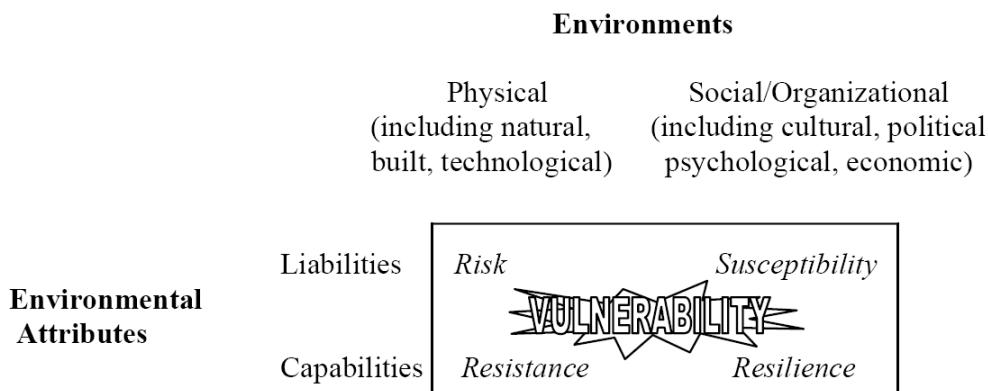 Environments
Physical Social/Organizational
(including natural, (including cultural, political
built, technological) psychological, economic)
Liabilities Risk Susceptibility
Environmental
VULNERABILITY
Attributes
Capabilities Resistance Resilience